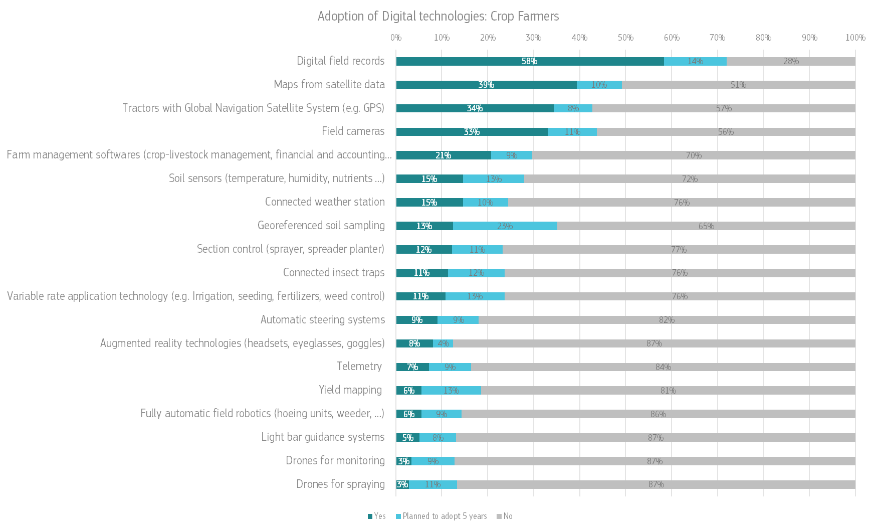 Adoption of Digital technologies: Crop Farmers
0% 10% 20% 30% 40% 50% 60% 70% 80% 90% 100%
Digital field records 58% 14% 28%
Maps from satellite data 39% 10% 51%
Tractors with Global Navigation Satellite System (e.g. GPS) 34% 8% 57%
Field cameras 33% 11% 56%
Farm management softwares (crop-livestock management, financial and accounting... 21% 9% 70%
Soil sensors (temperature, humidity, nutrients ...) 15% 13% 72%
Connected weather station 15% 10% 76%
Georeferenced soil sampling 13% 23% 65%
Section control (sprayer, spreader planter) 12% 11% 77%
Connected insect traps 11% 12% 76%
Variable rate application technology (e.g. Irrigation, seeding, fertilizers, weed control) 11% 13% 76%
Automatic steering systems 9% 9% 82%
Augmented reality technologies (headsets, eyeglasses, goggles) 8% 4% 87%
Telemetry 7% 9% 84%
Yield mapping 6% 13% 81%
Fully automatic field robotics (hoeing units, weeder, ...) 6% 9% 86%
Light bar guidance systems 5% 8% 87%
Drones for monitoring 3% 9% 87%
Drones for spraying 3% 11% 87%
Yes Planned to adopt 5 years No